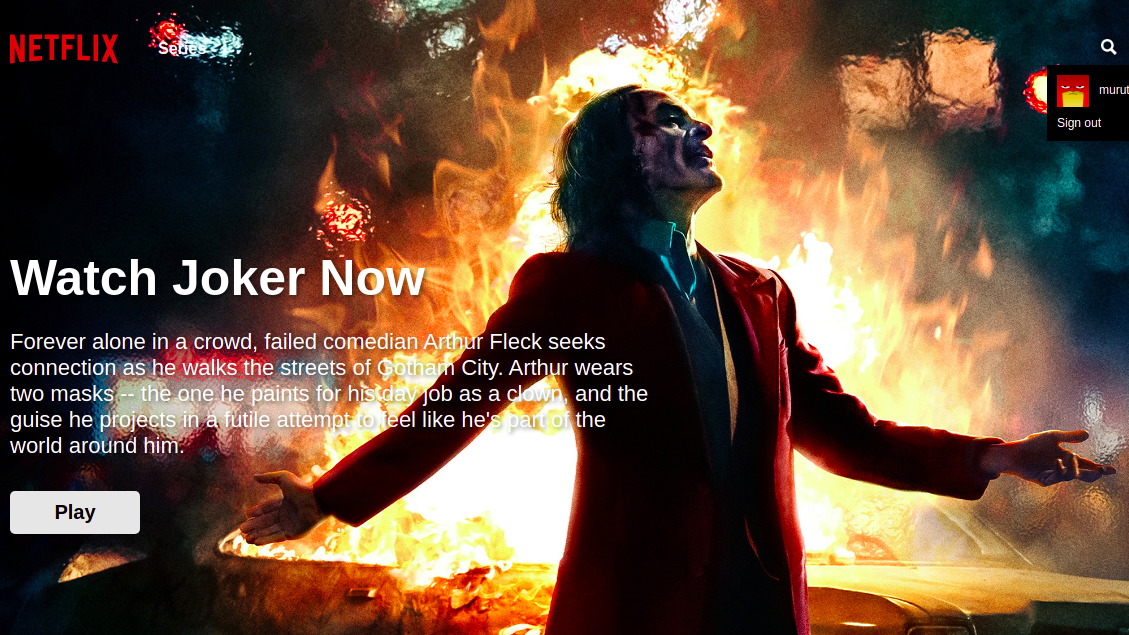 NETFLIX
Series
Sign out
Watch Joker Now
Forever alone in a crowd, failed comedian Arthur Fleck seeks
connection as he walks the streets of Gotham City. Arthur wears
two masks -- the one he paints for his day job as a clown, and the
guise he projects in a futile attempt to feel like he's part of the
world around him.
Play